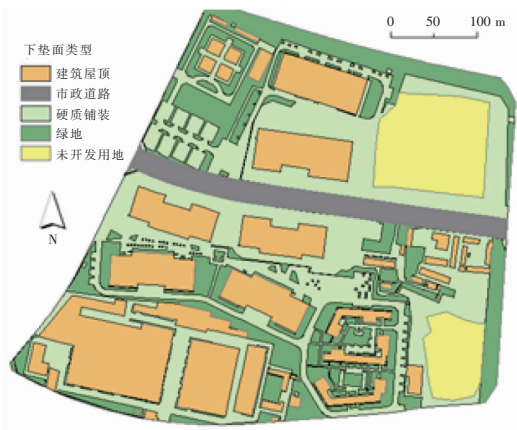 0 50 100 m
下垫面类型
建筑屋顶
市政道路
硬质铺装
绿地
未开发用地
N